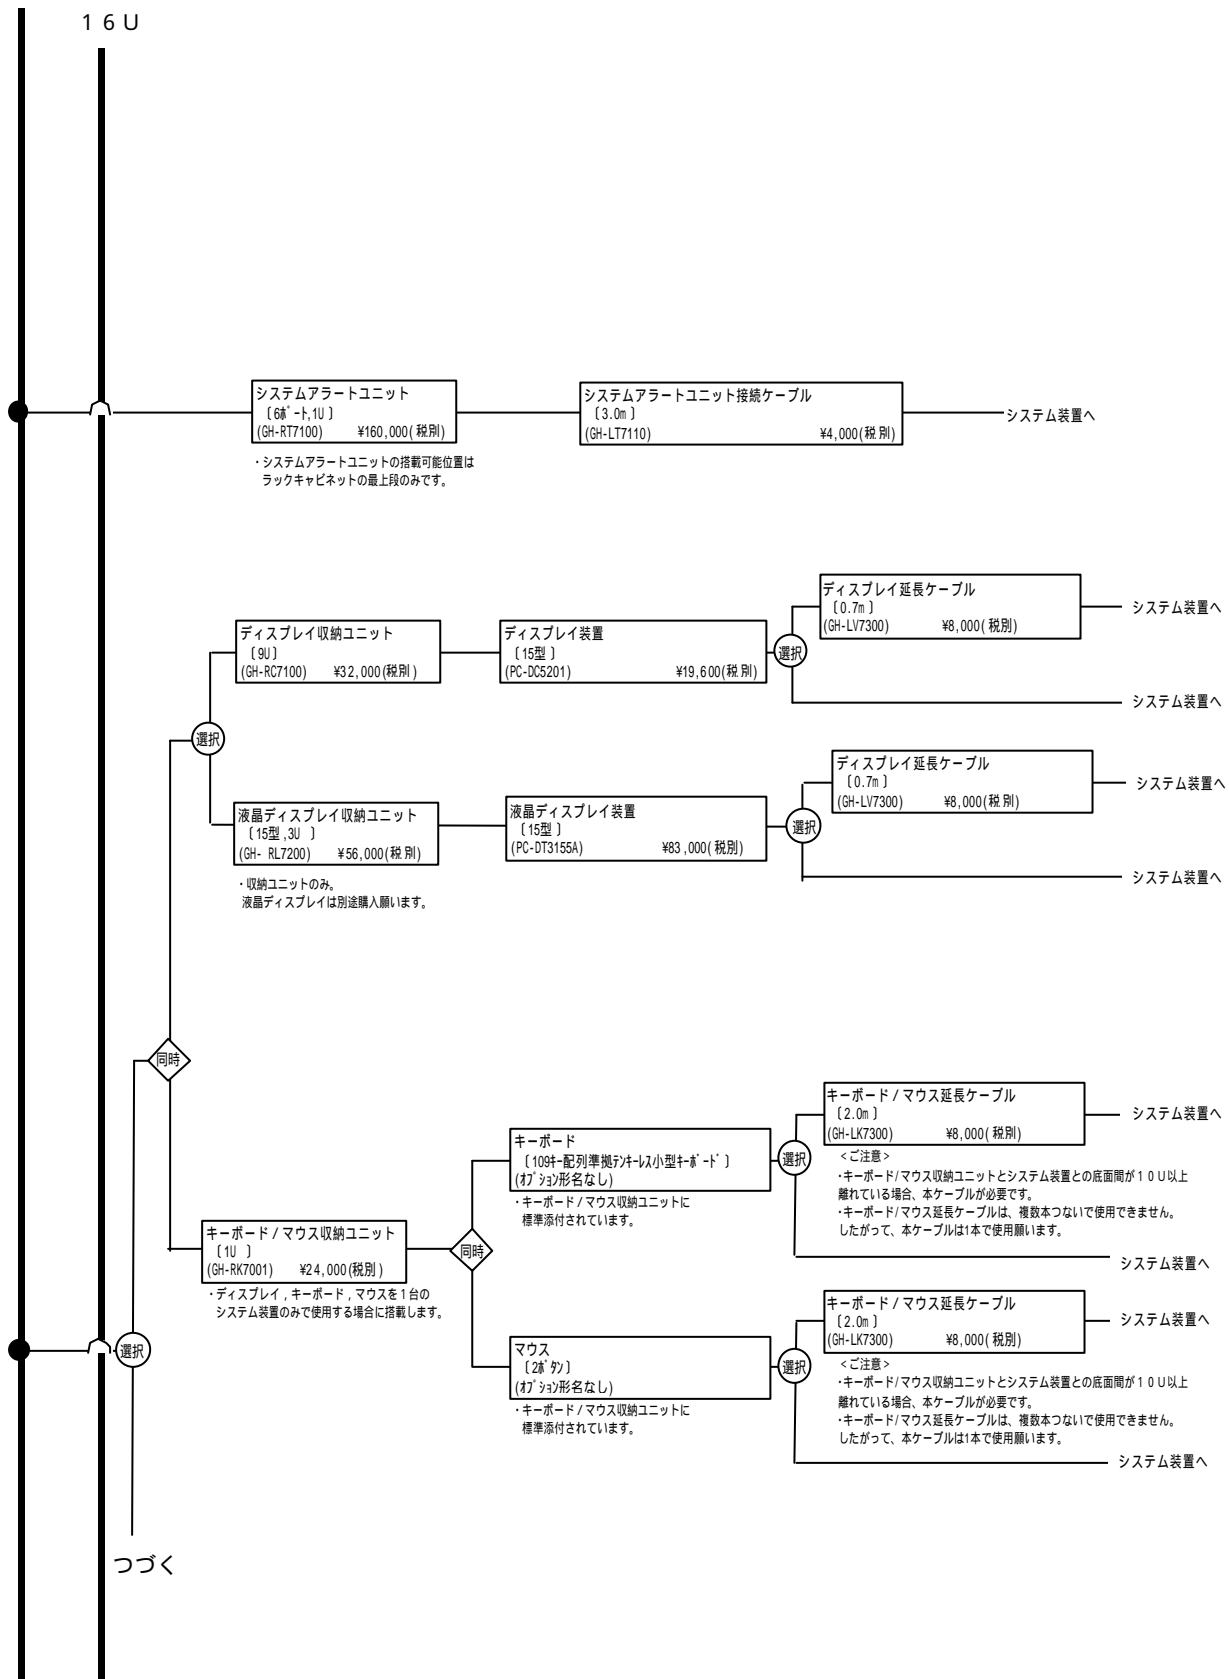 16U
システムアラートユニット
〔6ﾎﾟｰﾄ,1U〕
(GH-RT7100) ¥160,000(税別)
・システムアラートユニットの搭載可能位置は
ラックキャビネットの最上段のみです。
システムアラートユニット接続ケーブル
〔3.0m〕
(GH-LT7110) ¥4,000(税別)
システム装置へ
ディスプレイ収納ユニット
〔9U〕
(GH-RC7100) ¥32,000(税別)
ディスプレイ装置
〔15型〕
(PC-DC5201) ¥19,600(税別)
選択
ディスプレイ延長ケーブル
〔0.7m〕
(GH-LV7300) ¥8,000(税別)
システム装置へ
システム装置へ
選択
液晶ディスプレイ収納ユニット
〔15型,3U 〕
(GH- RL7200) ¥56,000(税別)
・収納ユニットのみ。
液晶ディスプレイは別途購入願います。
液晶ディスプレイ装置
〔15型〕
(PC-DT3155A) ¥83,000(税別)
選択
ディスプレイ延長ケーブル
〔0.7m〕
(GH-LV7300) ¥8,000(税別)
システム装置へ
システム装置へ
同時
キーボード/マウス収納ユニット
〔1U 〕
(GH-RK7001) ¥24,000(税別)
・ディスプレイ,キーボード,マウスを1台の
システム装置のみで使用する場合に搭載します。
同時
キーボード
〔109ｷｰ配列準拠ﾃﾝｷｰﾚｽ小型ｷｰﾎﾞｰﾄﾞ〕
(ｵﾌﾟｼｮﾝ形名なし)
・キーボード/マウス収納ユニットに
標準添付されています。
選択
キーボード/マウス延長ケーブル
〔2.0m〕
(GH-LK7300) ¥8,000(税別)
<ご注意>
・キーボード/マウス収納ユニットとシステム装置との底面間が10U以上
離れている場合、本ケーブルが必要です。
・キーボード/マウス延長ケーブルは、複数本つないで使用できません。
したがって、本ケーブルは1本で使用願います。
システム装置へ
システム装置へ
マウス
〔2ﾎﾞﾀﾝ〕
(ｵﾌﾟｼｮﾝ形名なし)
・キーボード/マウス収納ユニットに
標準添付されています。
選択
キーボード/マウス延長ケーブル
〔2.0m〕
(GH-LK7300) ¥8,000(税別)
<ご注意>
・キーボード/マウス収納ユニットとシステム装置との底面間が10U以上
離れている場合、本ケーブルが必要です。
・キーボード/マウス延長ケーブルは、複数本つないで使用できません。
したがって、本ケーブルは1本で使用願います。
システム装置へ
システム装置へ
選択
つづく